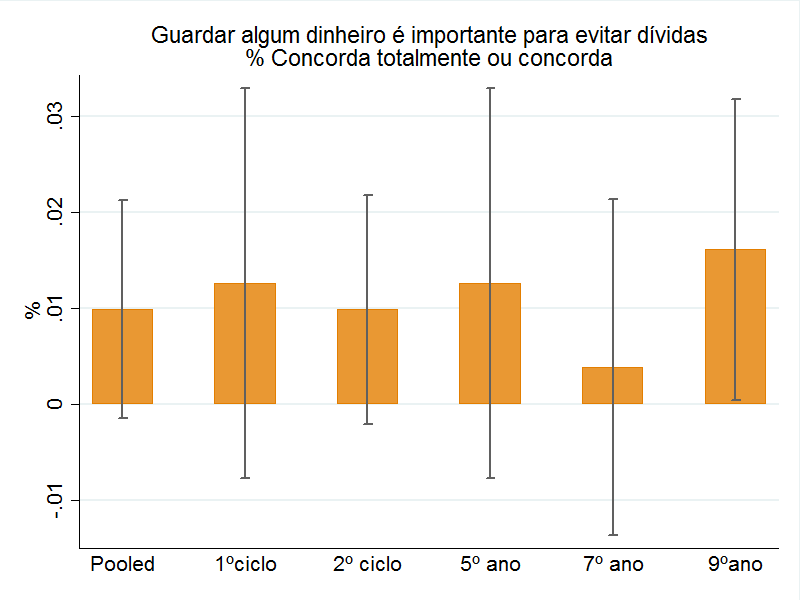 Guardar algum dinheiro é importante para evitar dívidas
% Concorda totalmente ou concorda
.03
.02
.01
0
-.01
%
Pooled 1ºciclo 2º ciclo 5º ano 7º ano 9ºano